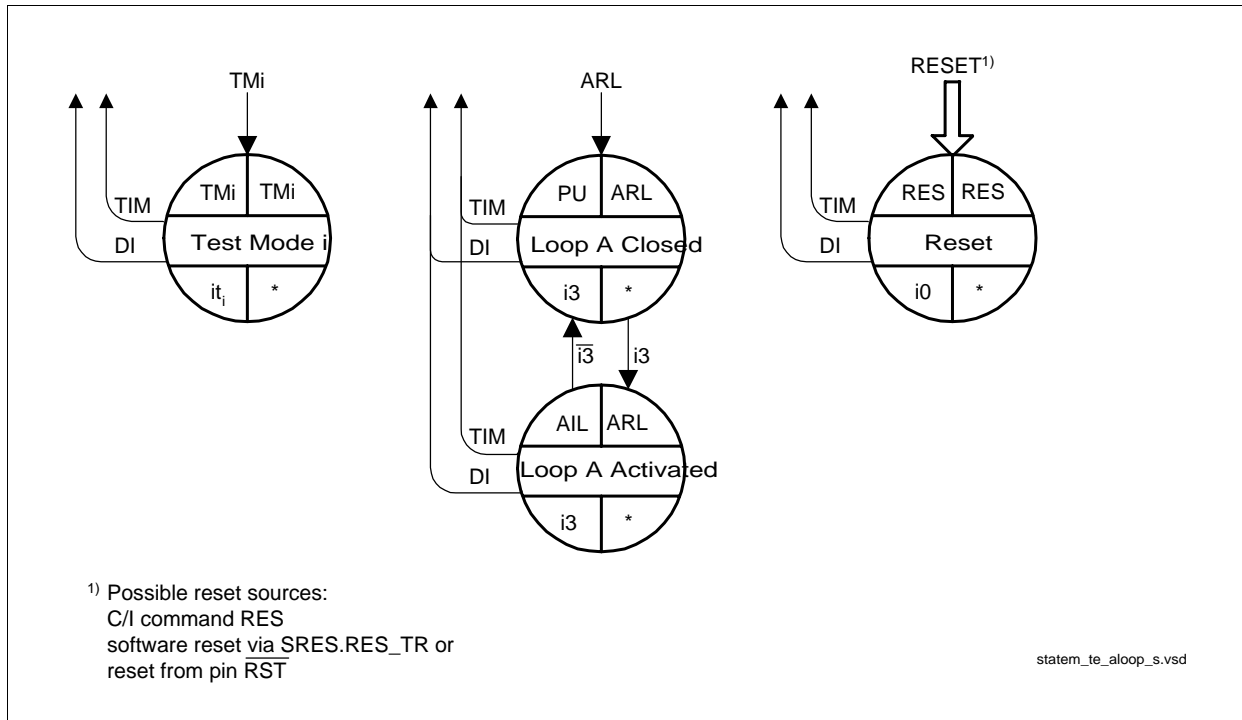 TMi
ARL
RESET1)
TMi TMi
TIM
DI
Test Mode i
iti *
PU ARL
TIM
DI
Loop A Closed
i3 *
RES RES
TIM
DI
Reset
i0 *
i̅3̅ i3
AIL ARL
TIM
DI
Loop A Activated
i3 *
1) Possible reset sources:
C/I command RES
software reset via SRES.RES_TR or
reset from pin R̅S̅T̅
statem_te_aloop_s.vsd